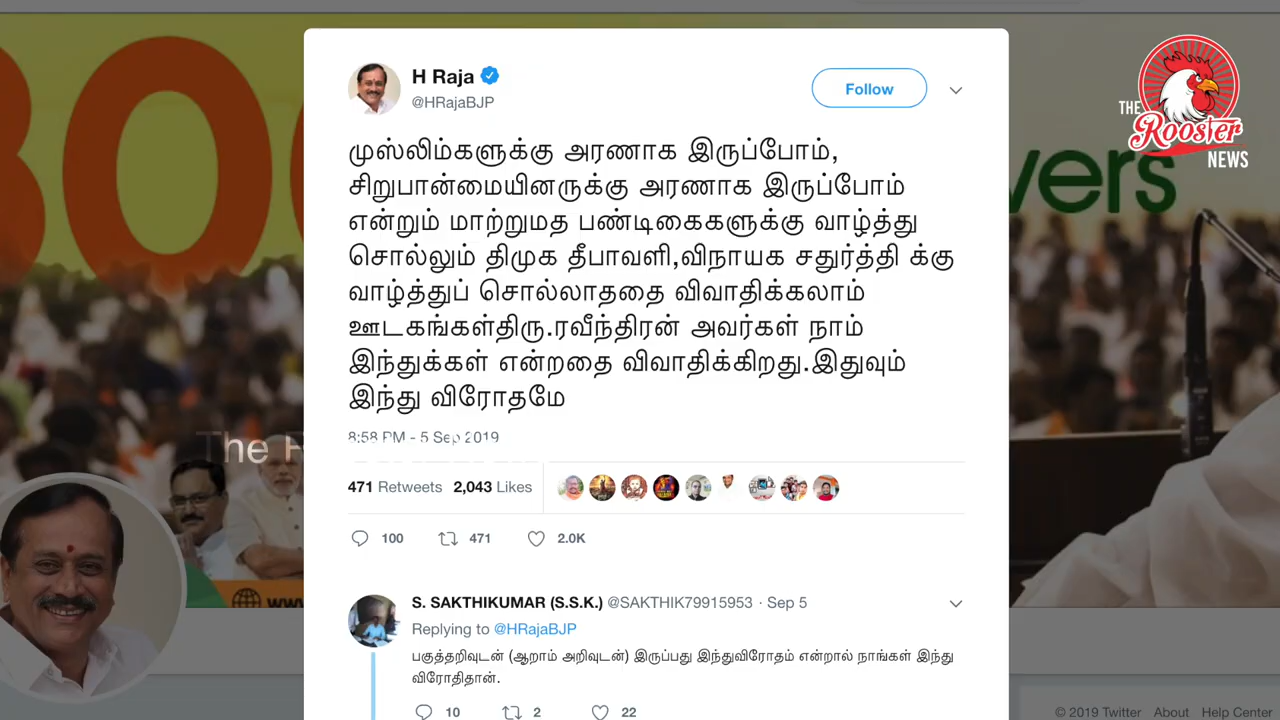 THE
Rooster
NEWS
H Raja
@HRajaBJP
Follow
முஸ்லிம்களுக்கு அரணாக இருப்போம்,
சிறுபான்மையினருக்கு அரணாக இருப்போம்
என்றும் மாற்றுமத பண்டிகைகளுக்கு வாழ்த்து
சொல்லும் திமுக தீபாவளி,விநாயக சதுர்த்தி க்கு
வாழ்த்துப் சொல்லாததை விவாதிக்கலாம்
ஊடகங்கள்திரு.ரவீந்திரன் அவர்கள் நாம்
இந்துக்கள் என்றதை விவாதிக்கிறது.இதுவும்
இந்து விரோதமே
8:58 PM - 5 Sep 2019
The
471 Retweets 2,043 Likes
100 471 2.0K
S. SAKTHIKUMAR (S.S.K.) @SAKTHIK79915953 · Sep 5
Replying to @HRajaBJP
பகுத்தறிவுடன் (ஆறாம் அறிவுடன்) இருப்பது இந்துவிரோதம் என்றால் நாங்கள் இந்து
விரோதிதான்.
10 2 22
© 2019 Twitter About Help Center